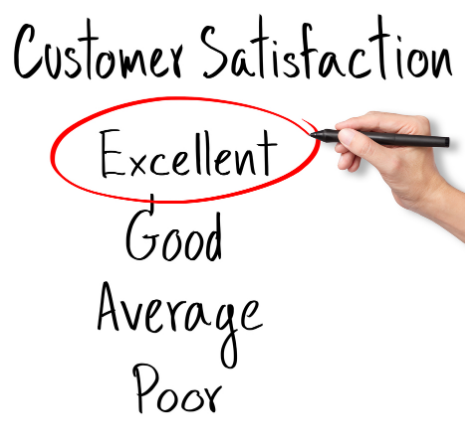 Customer Satisfaction
Excellent
Good
Average
Poor